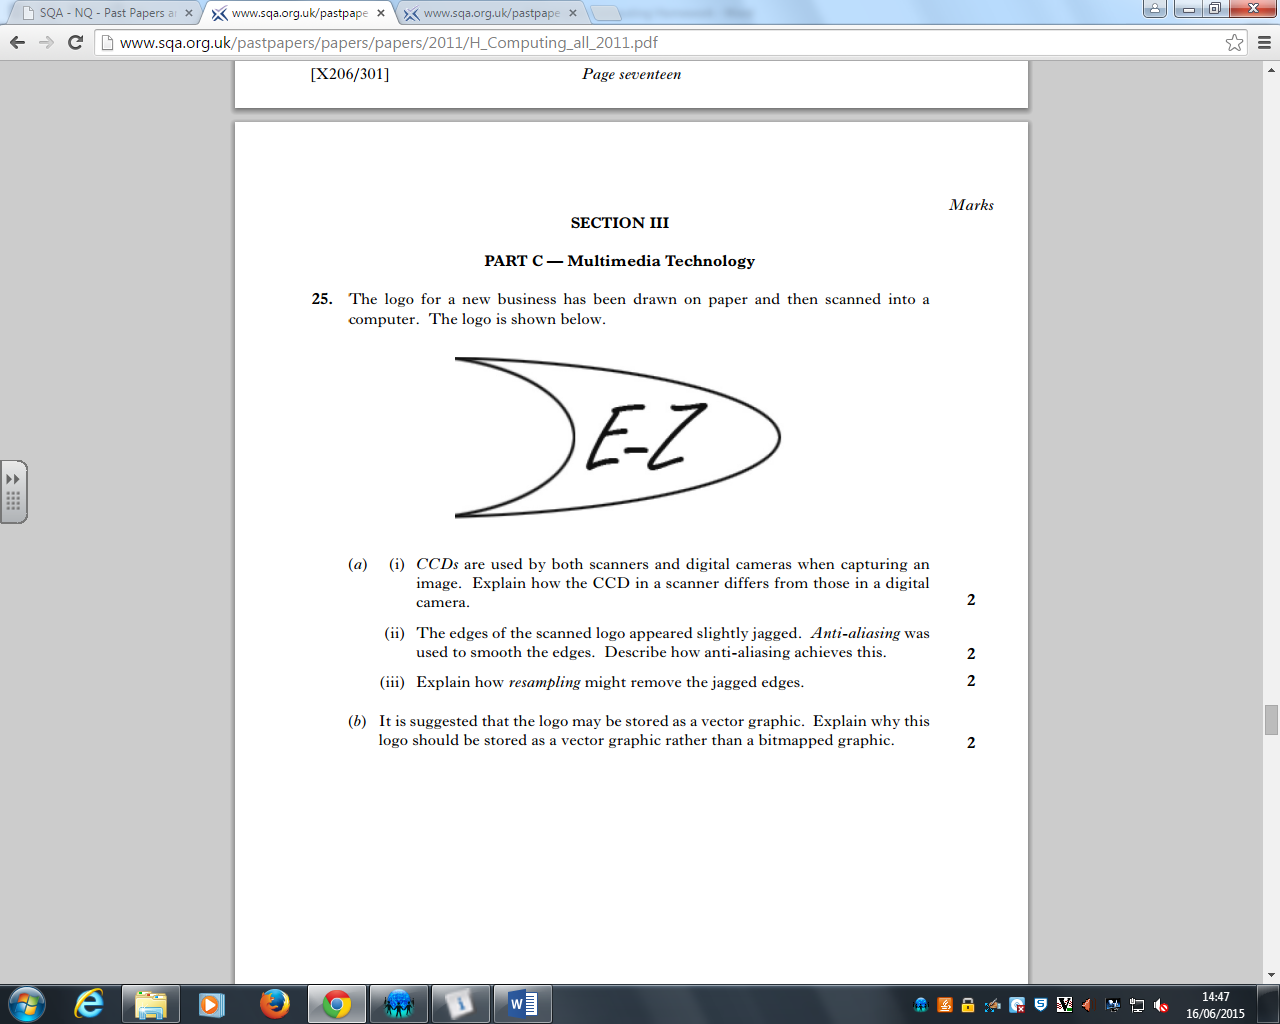 SQA - NQ - Past Papers a
www.sqa.org.uk/pastpape
www.sqa.org.uk/pastpape
www.sqa.org.uk/pastpapers/papers/papers/2011/H_Computing_all_2011.pdf
[X206/301]
Page seventeen
Marks
SECTION III
PART C — Multimedia Technology
25. The logo for a new business has been drawn on paper and then scanned into a
computer. The logo is shown below.
E-Z
(a) (i) CCDs are used by both scanners and digital cameras when capturing an
image. Explain how the CCD in a scanner differs from those in a digital
camera. 2
(ii) The edges of the scanned logo appeared slightly jagged. Anti-aliasing was
used to smooth the edges. Describe how anti-aliasing achieves this. 2
(iii) Explain how resampling might remove the jagged edges. 2
(b) It is suggested that the logo may be stored as a vector graphic. Explain why this
logo should be stored as a vector graphic rather than a bitmapped graphic. 2
14:47
16/06/2015